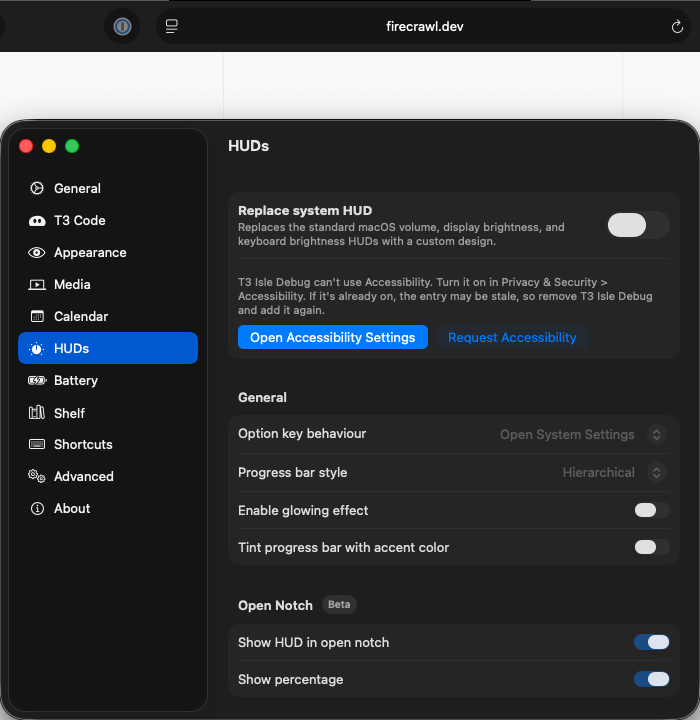 firecrawl.dev
HUDs
General
T3 Code
Appearance
Media
Calendar
HUDs
Battery
Shelf
Shortcuts
Advanced
About
Replace system HUD
Replaces the standard macOS volume, display brightness, and
keyboard brightness HUDs with a custom design.
T3 Isle Debug can't use Accessibility. Turn it on in Privacy & Security >
Accessibility. If it's already on, the entry may be stale, so remove T3 Isle Debug
and add it again.
Open Accessibility Settings
Request Accessibility
General
Option key behaviour
Open System Settings
Progress bar style
Hierarchical
Enable glowing effect
Tint progress bar with accent color
Open Notch
Beta
Show HUD in open notch
Show percentage